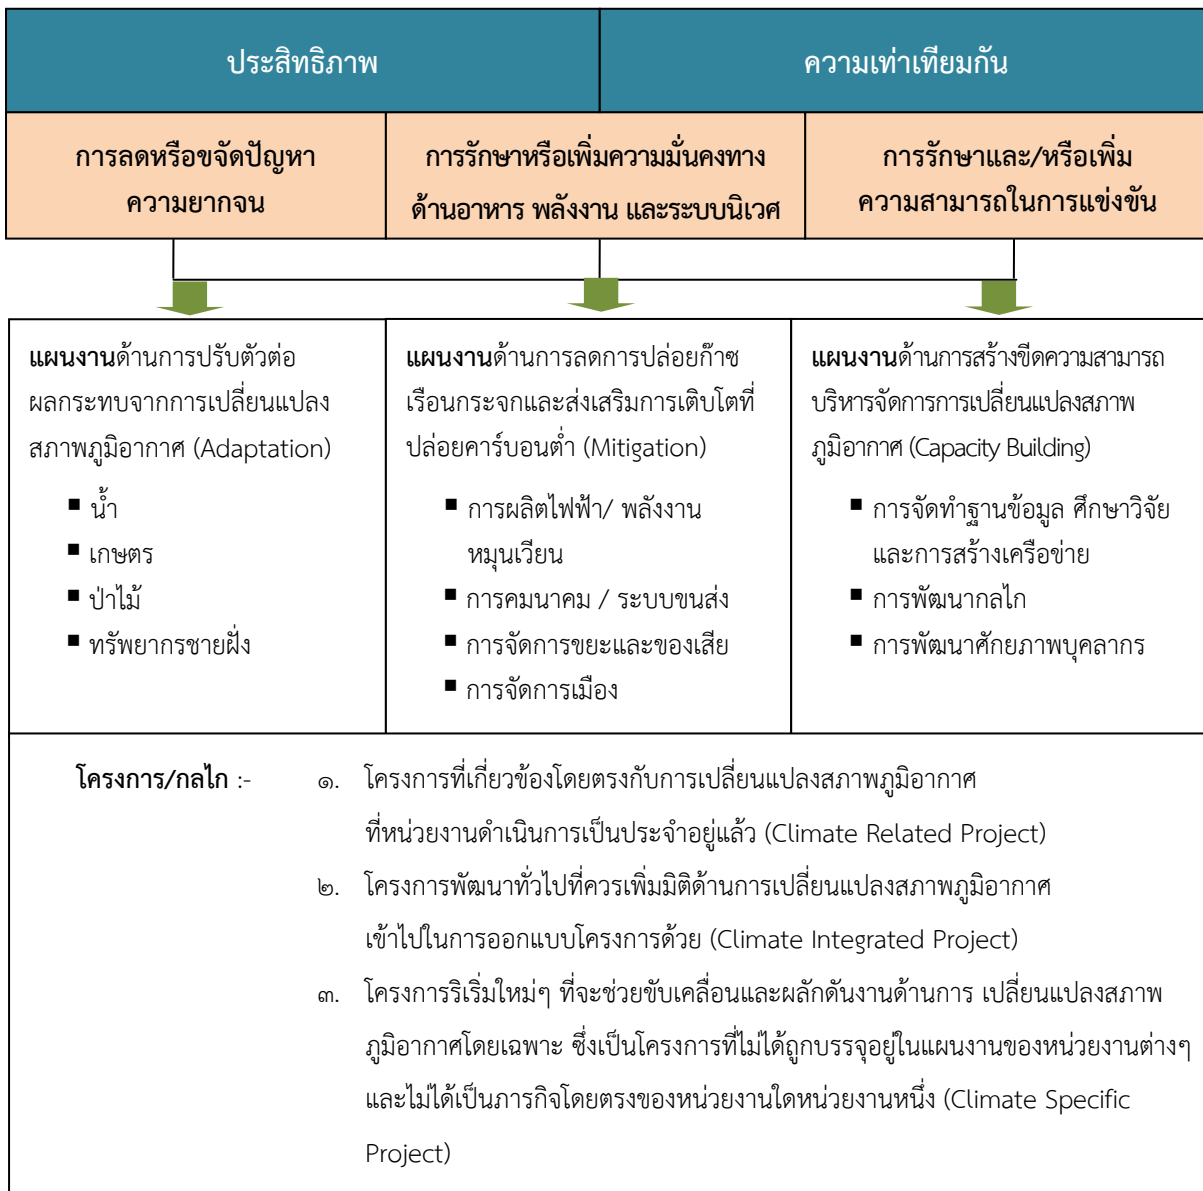 ประสิทธิภาพ
ความเท่าเทียมกัน
การลดหรือขจัดปัญหา
ความยากจน
การรักษาหรือเพิ่มความมั่นคงทาง
ด้านอาหาร พลังงาน และระบบนิเวศ
การรักษาและ/หรือเพิ่ม
ความสามารถในการแข่งขัน
แผนงานด้านการปรับตัวต่อ
ผลกระทบจากการเปลี่ยนแปลง
สภาพภูมิอากาศ (Adaptation)
▪ น้ำ
▪ เกษตร
▪ ป่าไม้
▪ ทรัพยากรชายฝั่ง
แผนงานด้านการลดการปล่อยก๊าซ
เรือนกระจกและส่งเสริมการเติบโตที่
ปล่อยคาร์บอนต่ำ (Mitigation)
▪ การผลิตไฟฟ้า/ พลังงาน
หมุนเวียน
▪ การคมนาคม / ระบบขนส่ง
▪ การจัดการขยะและของเสีย
▪ การจัดการเมือง
แผนงานด้านการสร้างขีดความสามารถ
บริหารจัดการการเปลี่ยนแปลงสภาพ
ภูมิอากาศ (Capacity Building)
▪ การจัดทำฐานข้อมูล ศึกษาวิจัย
และการสร้างเครือข่าย
▪ การพัฒนากลไก
▪ การพัฒนาศักยภาพบุคลากร
โครงการ/กลไก :- ๑. โครงการที่เกี่ยวข้องโดยตรงกับการเปลี่ยนแปลงสภาพภูมิอากาศ
ที่หน่วยงานดำเนินการเป็นประจำอยู่แล้ว (Climate Related Project)
๒. โครงการพัฒนาทั่วไปที่ควรเพิ่มมิติด้านการเปลี่ยนแปลงสภาพภูมิอากาศ
เข้าไปในการออกแบบโครงการด้วย (Climate Integrated Project)
๓. โครงการริเริ่มใหม่ๆ ที่จะช่วยขับเคลื่อนและผลักดันงานด้านการ เปลี่ยนแปลงสภาพ
ภูมิอากาศโดยเฉพาะ ซึ่งเป็นโครงการที่ไม่ได้ถูกบรรจุอยู่ในแผนงานของหน่วยงานต่างๆ
และไม่ได้เป็นภารกิจโดยตรงของหน่วยงานใดหน่วยงานหนึ่ง (Climate Specific
Project)